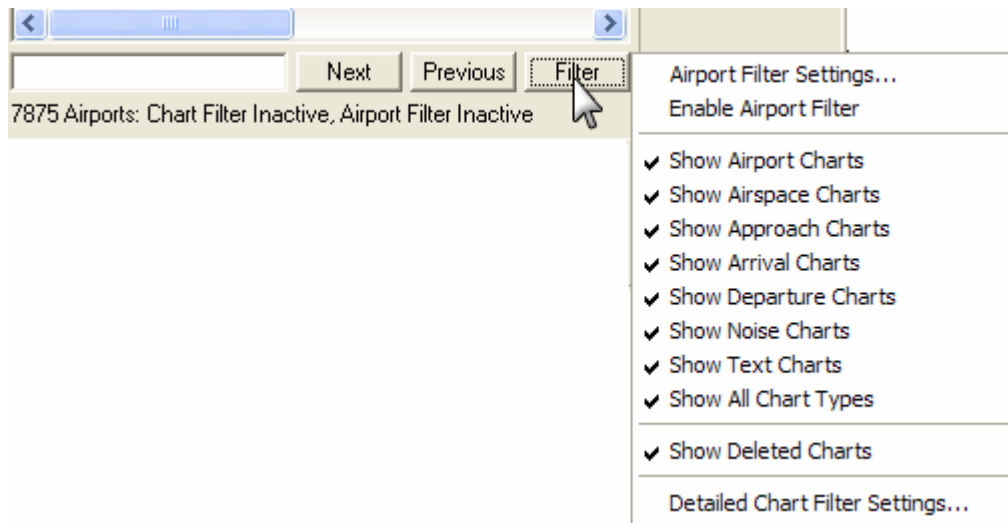 Next Previous Filter
7875 Airports: Chart Filter Inactive, Airport Filter Inactive
Airport Filter Settings...
Enable Airport Filter
Show Airport Charts
Show Airspace Charts
Show Approach Charts
Show Arrival Charts
Show Departure Charts
Show Noise Charts
Show Text Charts
Show All Chart Types
Show Deleted Charts
Detailed Chart Filter Settings...